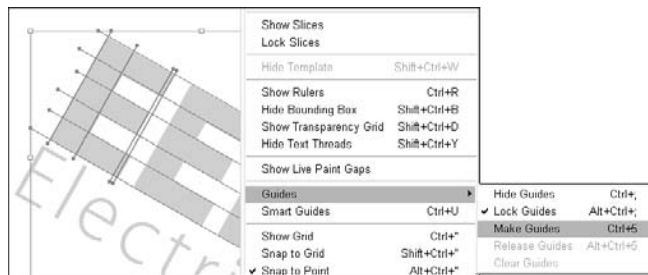 Show Slices
Lock Slices
Hide Template Shift+Ctrl+W
Show Rulers Ctrl+R
Hide Bounding Box Shift+Ctrl+B
Show Transparency Grid Shift+Ctrl+D
Hide Text Threads Shift+Ctrl+Y
Show Live Paint Gaps
Guides
Smart Guides Ctrl+U
Show Grid Ctrl+"
Snap to Grid Shift+Ctrl+"
✔ Snap to Point Alt+Ctrl+"
Hide Guides Ctrl+;
✔ Lock Guides Alt+Ctrl+;
Make Guides Ctrl+5
Release Guides Alt+Ctrl+5
Clear Guides
Electri